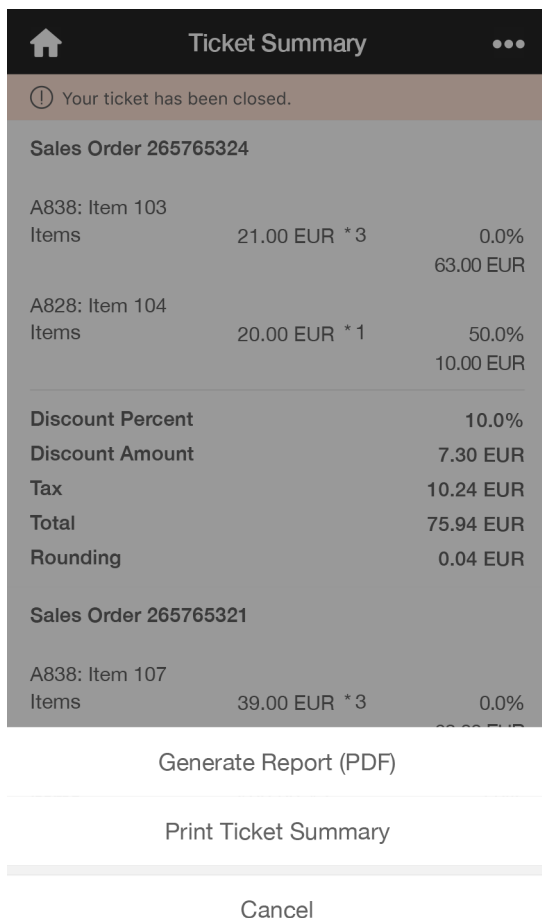 Ticket Summary
Your ticket has been closed.
Sales Order 265765324
A838: Item 103
Items 21.00 EUR * 3 0.0%
63.00 EUR
A828: Item 104
Items 20.00 EUR * 1 50.0%
10.00 EUR
Discount Percent 10.0%
Discount Amount 7.30 EUR
Tax 10.24 EUR
Total 75.94 EUR
Rounding 0.04 EUR
Sales Order 265765321
A838: Item 107
Items 39.00 EUR * 3 0.0%
Generate Report (PDF)
Print Ticket Summary
Cancel